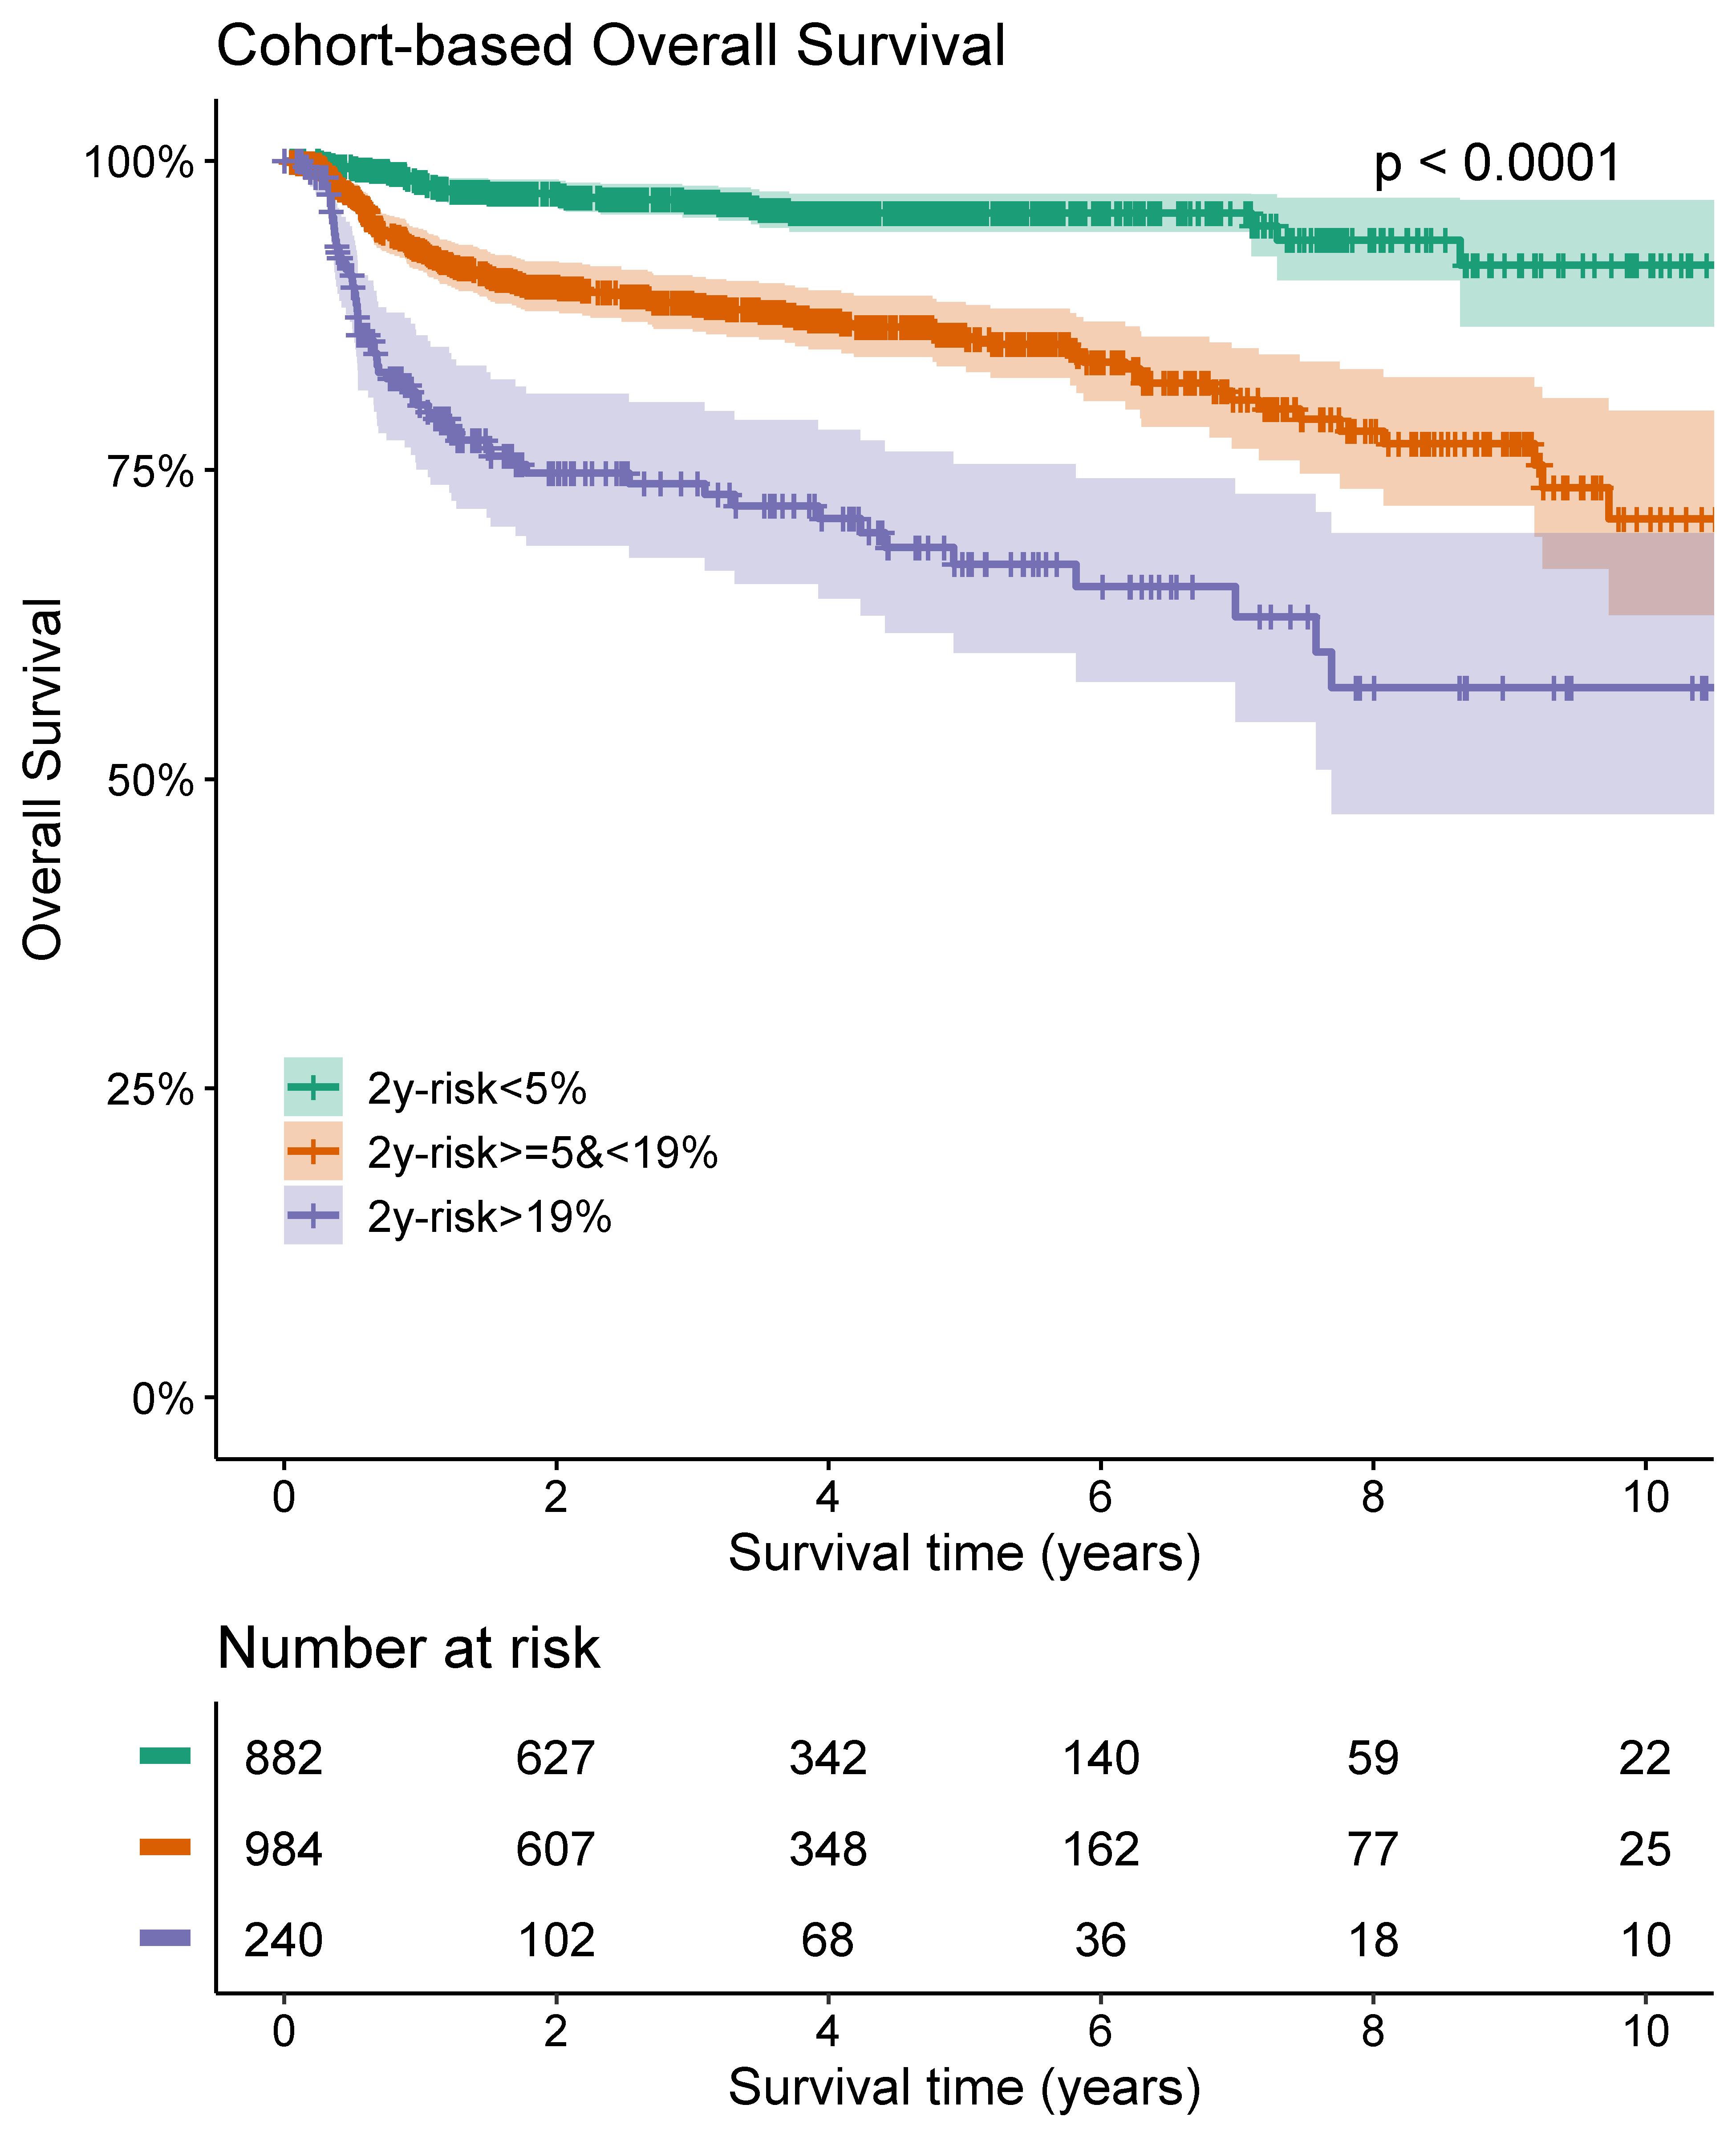 Cohort-based Overall Survival
p < 0.0001
100%
75%
50%
25%
0%
Overall Survival
2y-risk<5%
2y-risk>=5&<19%
2y-risk>19%
0 2 4 6 8 10
Survival time (years)
Number at risk
882 627 342 140 59 22
984 607 348 162 77 25
240 102 68 36 18 10
0 2 4 6 8 10
Survival time (years)